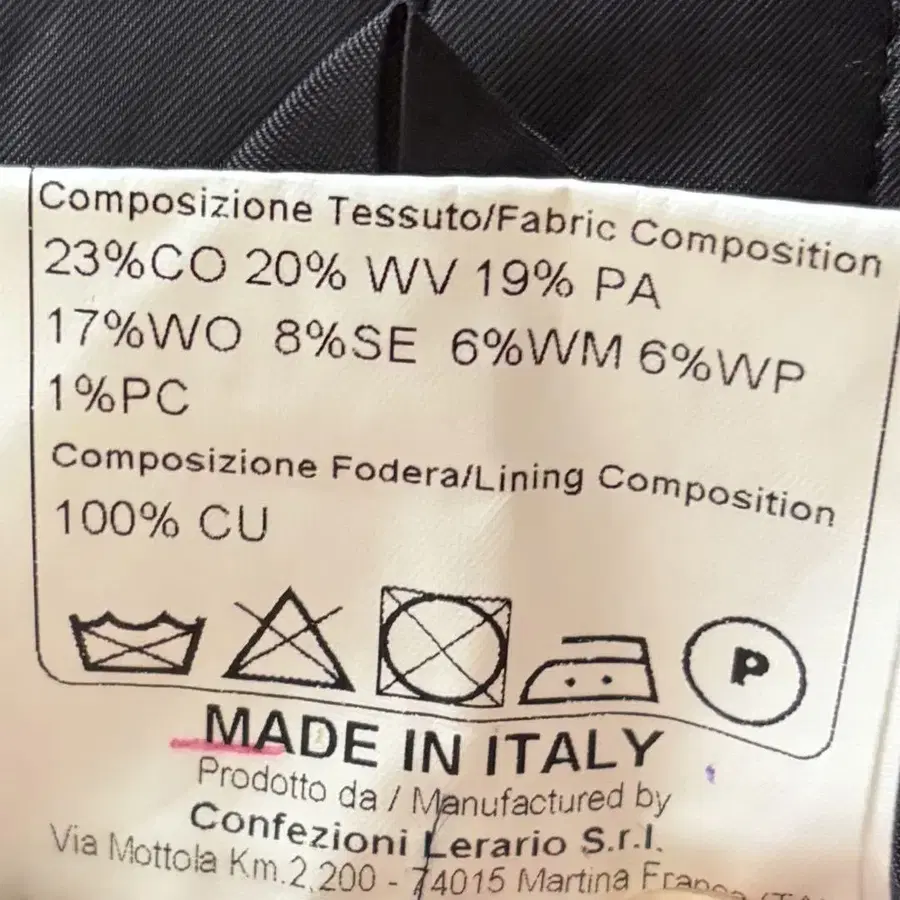 Composizione Tessuto/Fabric Composition
23%CO 20% WV 19% PA
17%WO 8%SE 6%WM 6%WP
1%PC
Composizione Fodera/Lining Composition
100% CU
P
MADE IN ITALY
Prodotto da / Manufactured by
Confezioni Lerario S.r.l.
Via Mottola Km.2,200 - 74015 Martina